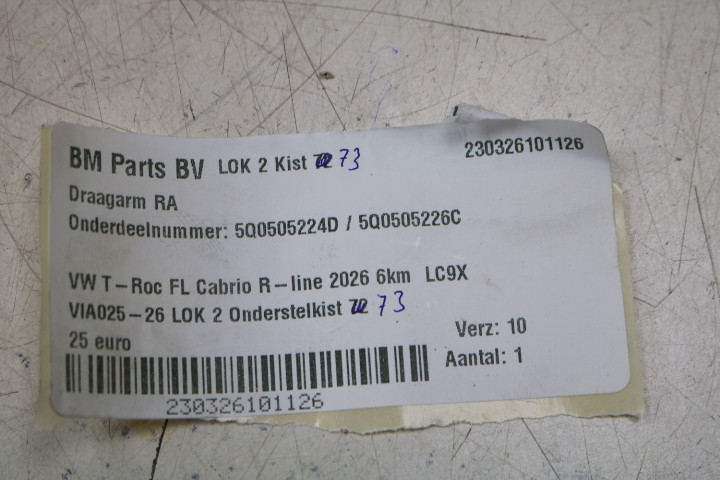 BM Parts BV LOK 2 Kist 73
230326101126
Draagarm RA
Onderdeelnummer: 5Q0505224D / 5Q0505226C
VW T-Roc FL Cabrio R-line 2026 6km LC9X
VIA025-26 LOK 2 Onderstelkist 73
25 euro
Verz: 10
Aantal: 1
230326101126